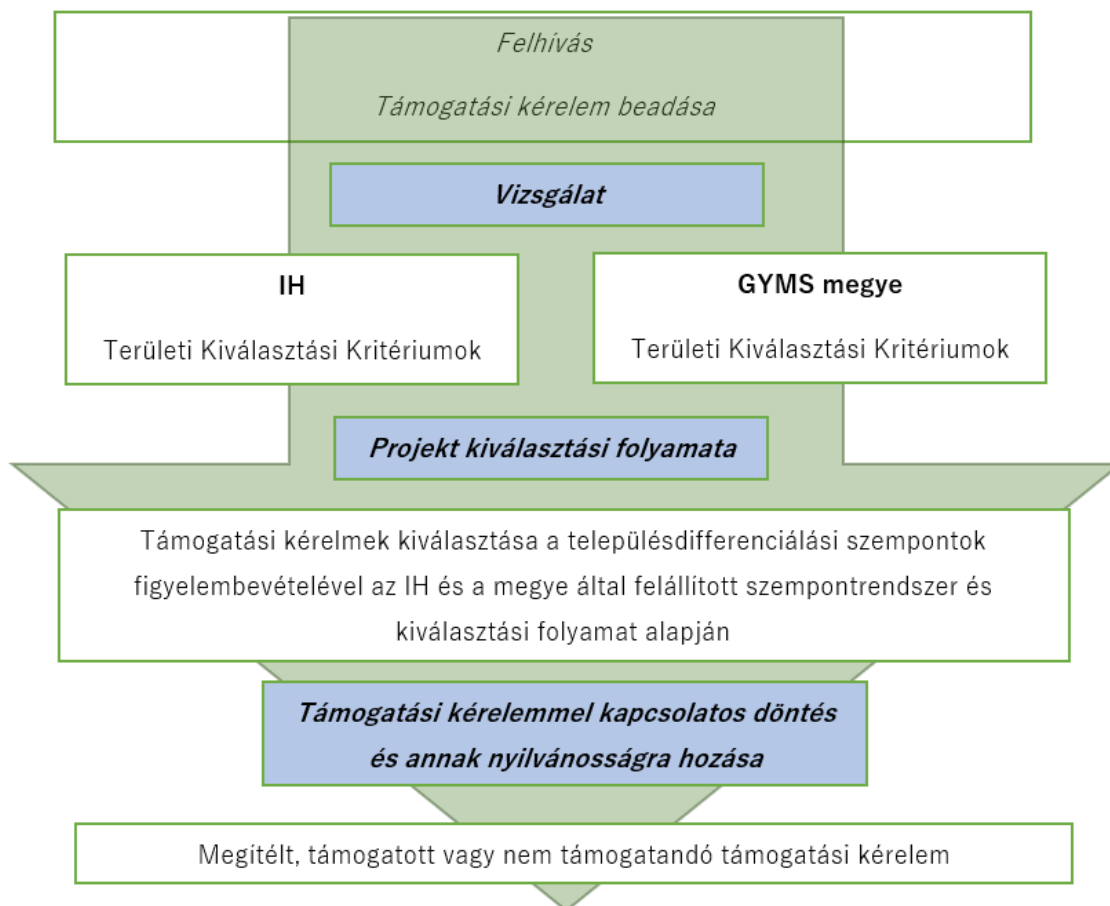 Felhívás
Támogatási kérelem beadása
Vizsgálat
IH
Területi Kiválasztási Kritériumok
GYMS megye
Területi Kiválasztási Kritériumok
Projekt kiválasztási folyamata
Támogatási kérelmek kiválasztása a településdifferenciálási szempontok
figyelembevételével az IH és a megye által felállított szempontrendszer és
kiválasztási folyamat alapján
Támogatási kérelemmel kapcsolatos döntés
és annak nyilvánosságra hozása
Megítélt, támogatott vagy nem támogatandó támogatási kérelem